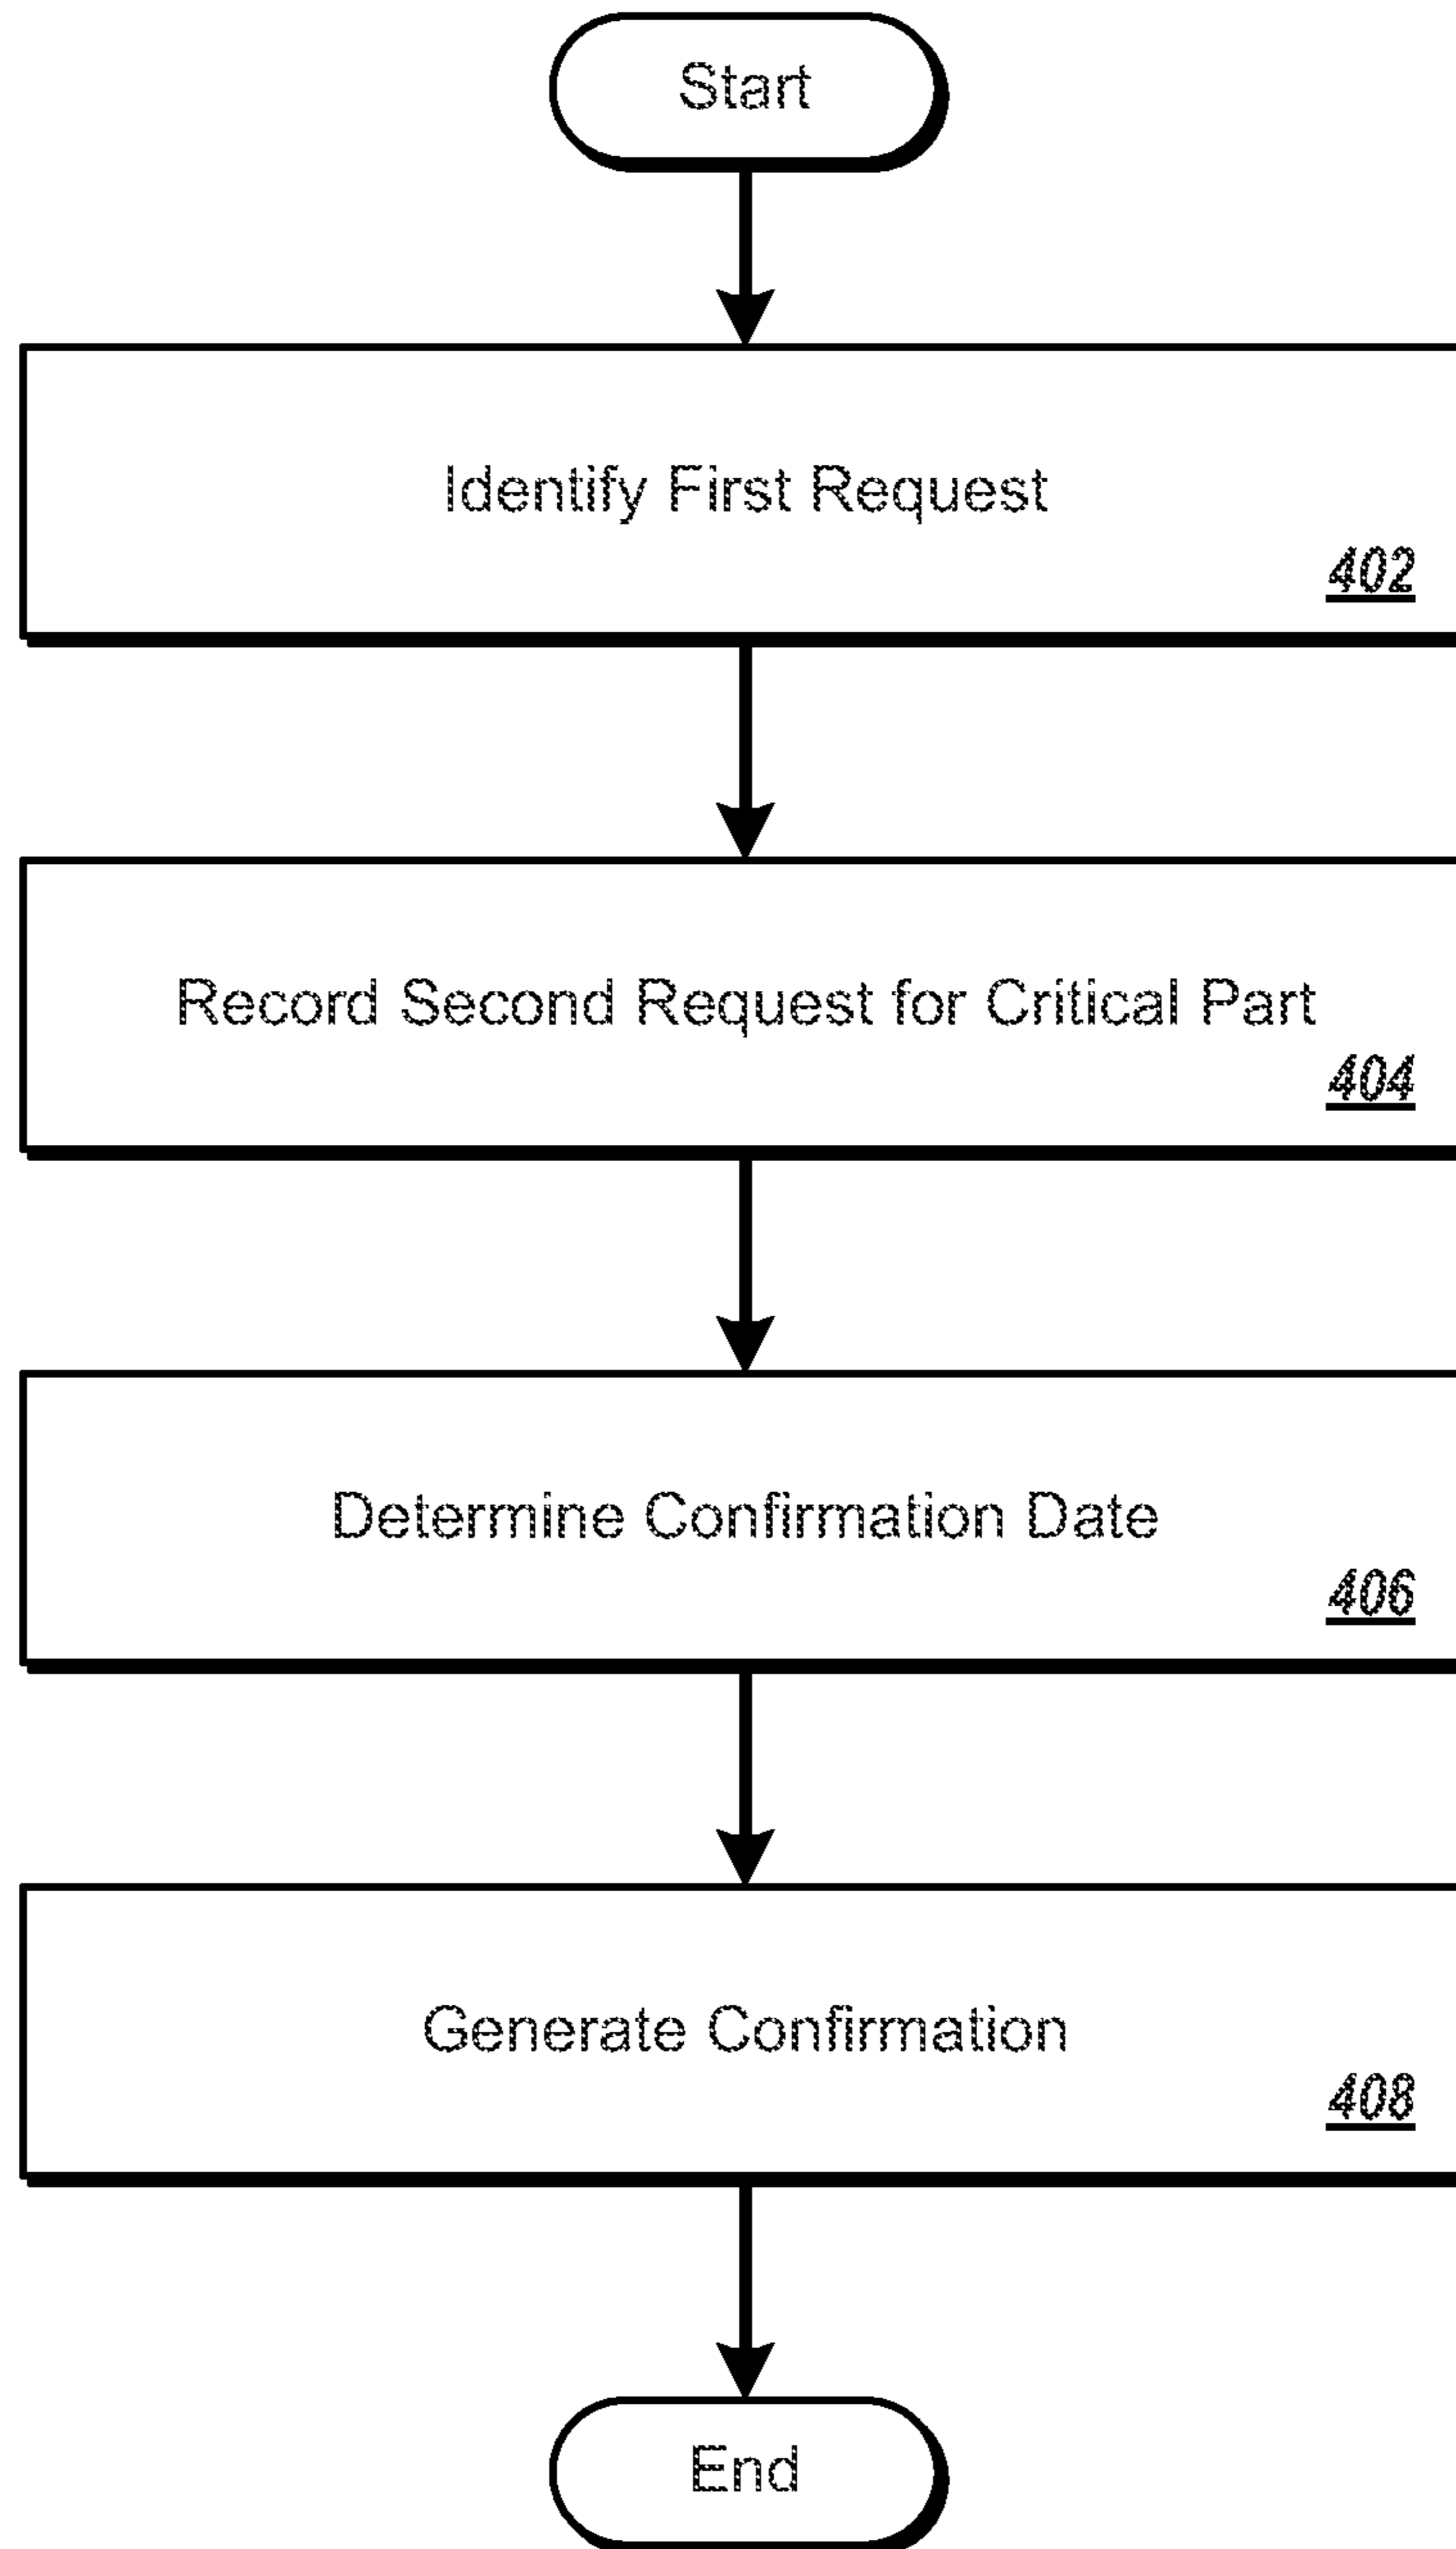 Start
Identify First Request
402
Record Second Request for Critical Part
404
Determine Confirmation Date
406
Generate Confirmation
408
End